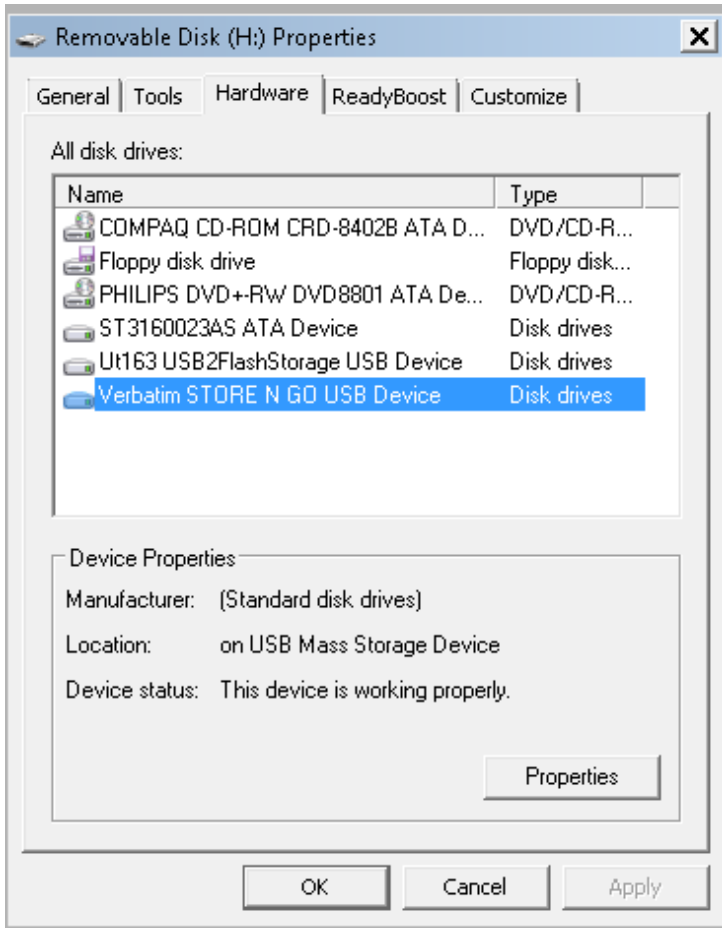 Removable Disk (H:) Properties
General Tools Hardware ReadyBoost Customize
All disk drives:
Name Type
COMPAQ CD-ROM CRD-8402B ATA D... DVD/CD-R...
Floppy disk drive Floppy disk...
PHILIPS DVD+-RW DVD8801 ATA De... DVD/CD-R...
ST3160023AS ATA Device Disk drives
Ut163 USB2FlashStorage USB Device Disk drives
Verbatim STORE N GO USB Device Disk drives
Device Properties
Manufacturer: (Standard disk drives)
Location: on USB Mass Storage Device
Device status: This device is working properly.
Properties
OK Cancel Apply